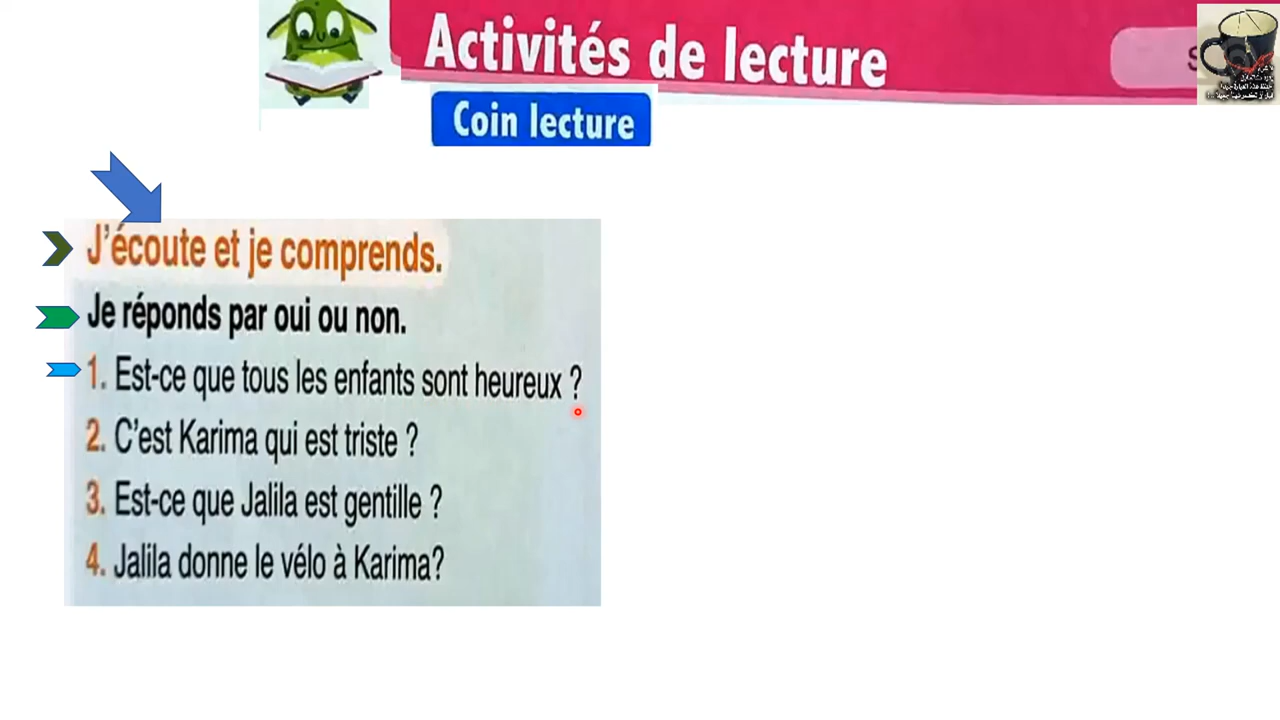 Activités de lecture
Coin lecture
J'écoute et je comprends.
Je réponds par oui ou non.
1. Est-ce que tous les enfants sont heureux ?
2. C'est Karima qui est triste ?
3. Est-ce que Jalila est gentille ?
4. Jalila donne le vélo à Karima?